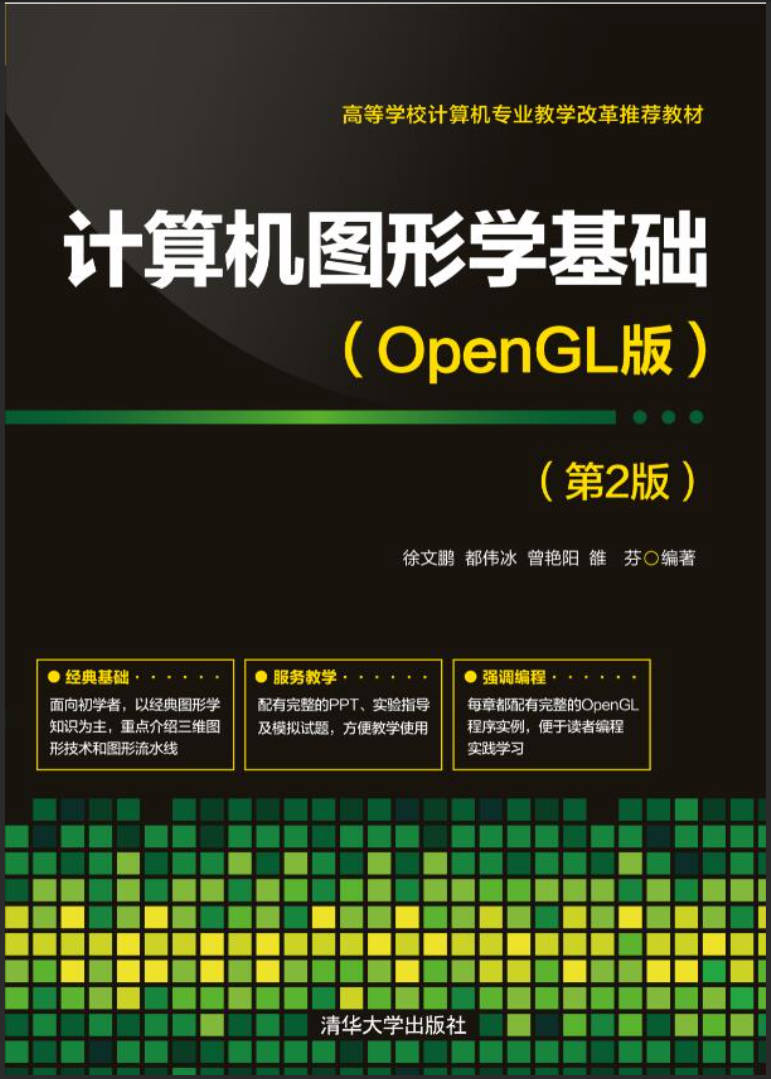 高等学校计算机专业教学改革推荐教材
计算机图形学基础
（OpenGL版）
（第2版）
徐文鹏 都伟冰 曾艳阳 雒 芬○编著
● 经典基础······
面向初学者，以经典图形学
知识为主，重点介绍三维图
形技术和图形流水线
● 服务教学······
配有完整的PPT、实验指导
及模拟试题，方便教学使用
● 强调编程······
每章都配有完整的OpenGL
程序实例，便于读者编程
实践学习
清华大学出版社